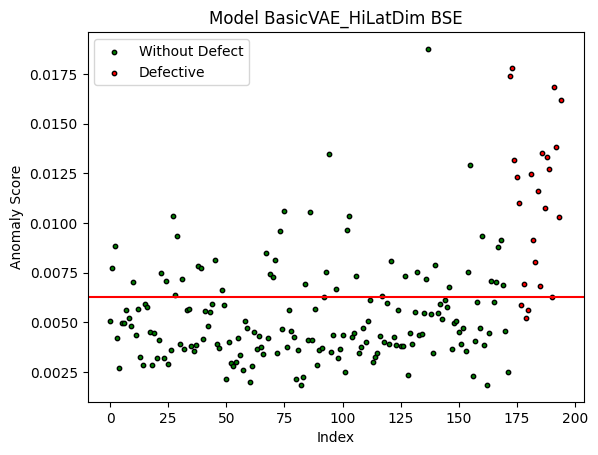 Model BasicVAE_HiLatDim BSE
Without Defect
Defective
Anomaly Score
0.0175
0.0150
0.0125
0.0100
0.0075
0.0050
0.0025
0 25 50 75 100 125 150 175 200
Index